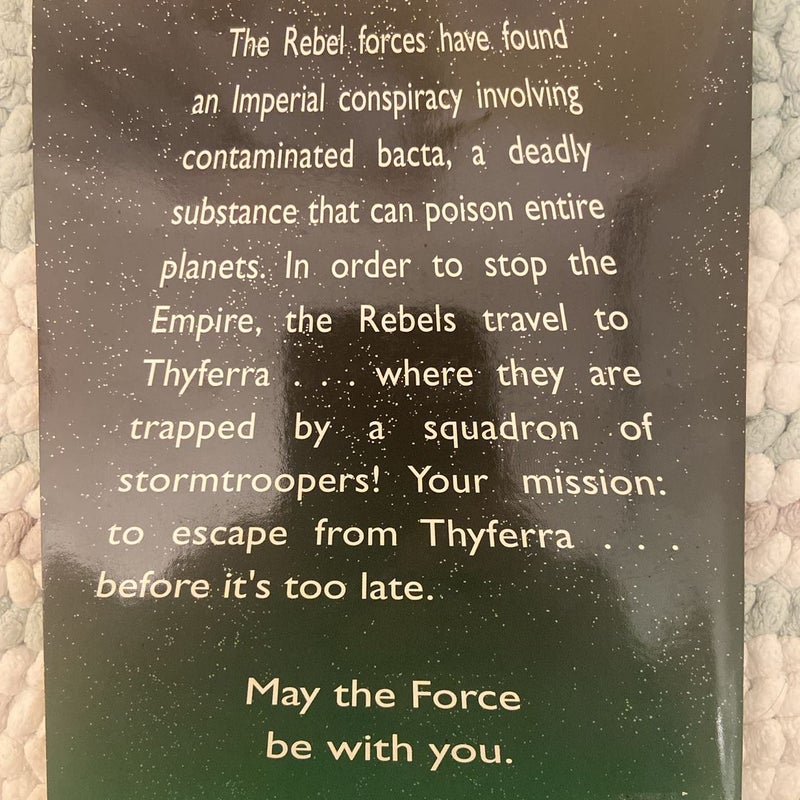 The Rebel forces have found
an Imperial conspiracy involving
contaminated bacta, a deadly
substance that can poison entire
planets. In order to stop the
Empire, the Rebels travel to
Thyferra . . . where they are
trapped by a squadron of
stormtroopers! Your mission:
to escape from Thyferra . . .
before it's too late.
May the Force
be with you.